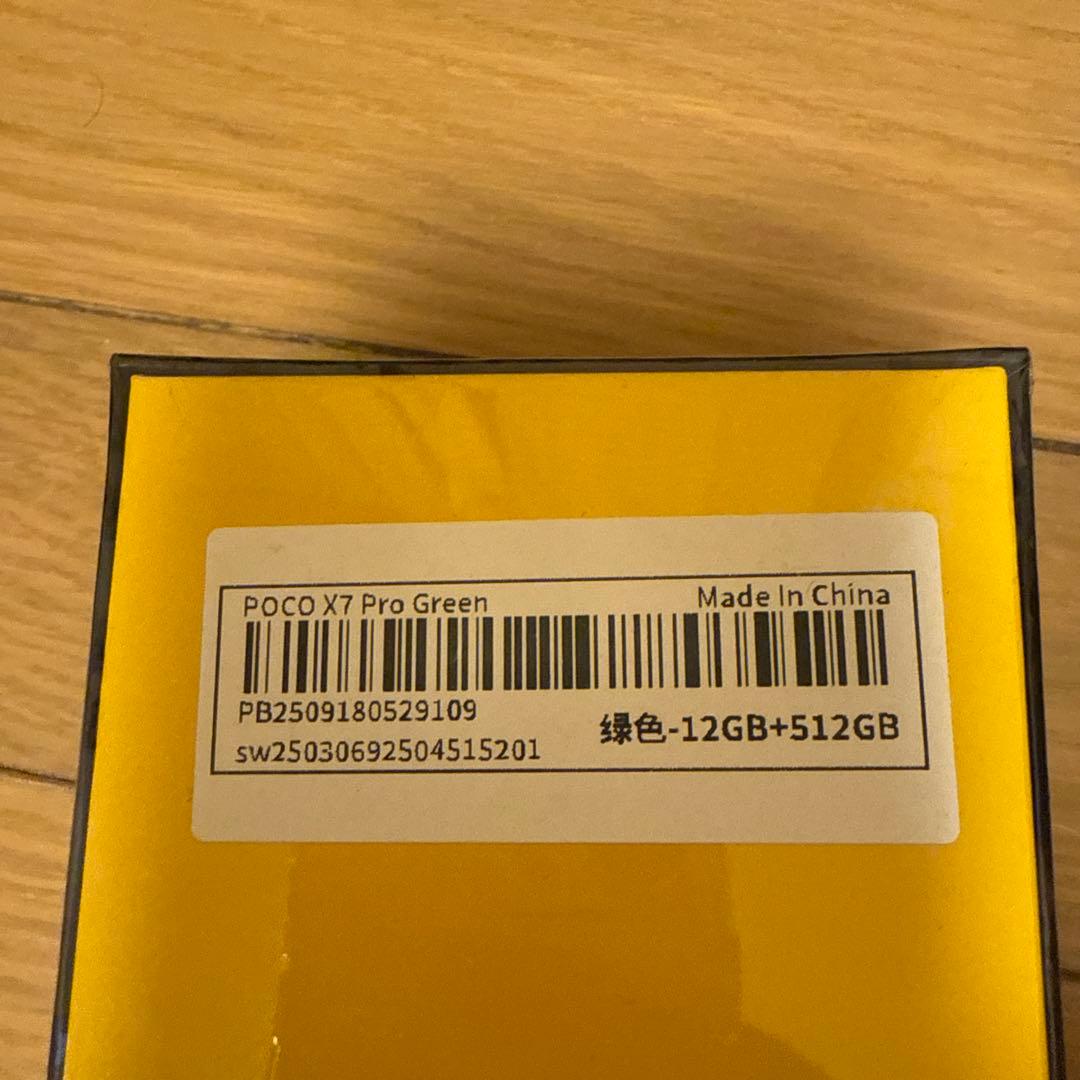 POCO X7 Pro Green
Made In China
PB2509180529109
绿色-12GB+512GB
sw25030692504515201